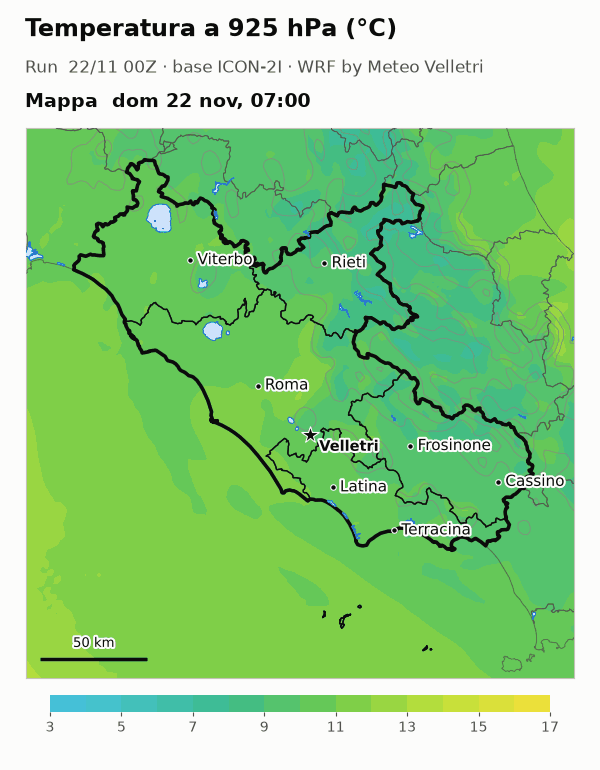 Temperatura a 925 hPa (°C)
Run  22/11 00Z · base ICON-2I · WRF by Meteo Velletri
Mappa  dom 22 nov, 07:00
Viterbo
Rieti
Roma
Velletri
Frosinone
Cassino
Latina
Terracina
50 km
3 5 7 9 11 13 15 17